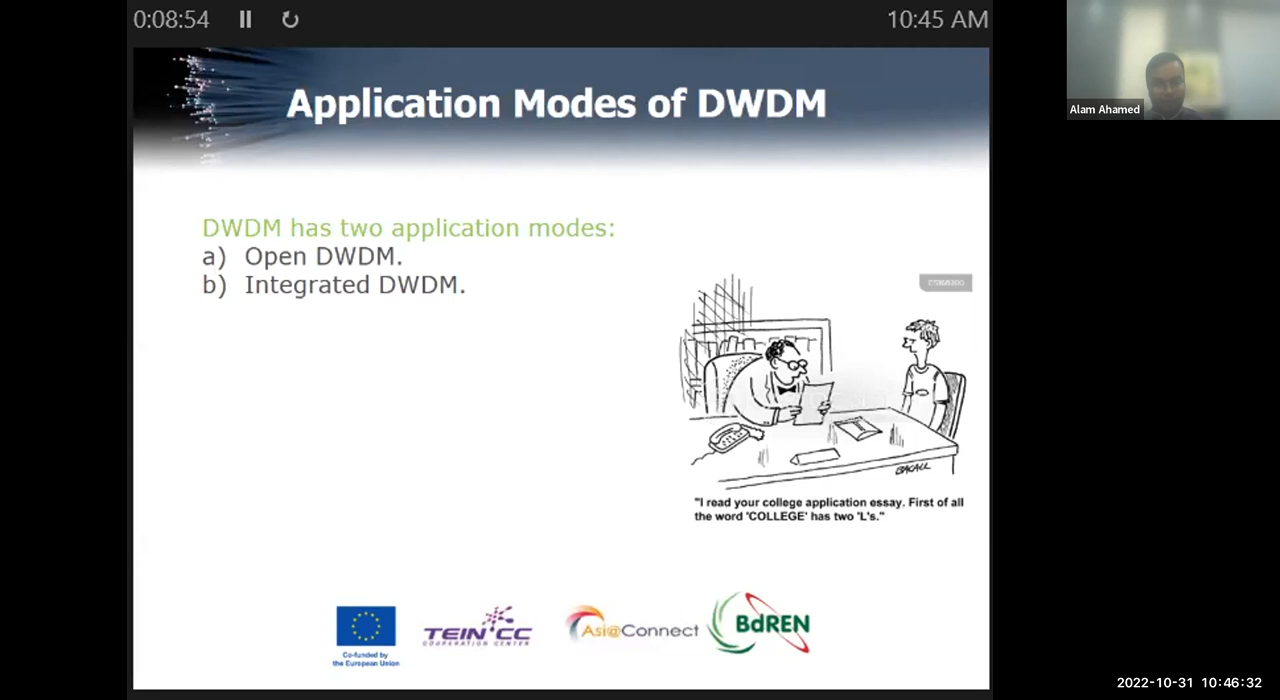 0:08:54
10:45 AM
Alam Ahamed
Application Modes of DWDM
DWDM has two application modes:
a) Open DWDM.
b) Integrated DWDM.
BACALL
"I read your college application essay. First of all
the word 'COLLEGE' has two 'L's."
Co-funded by
the European Union
TEIN*CC
COOPERATION CENTER
Asi@Connect
BdREN
2022-10-31 10:46:32